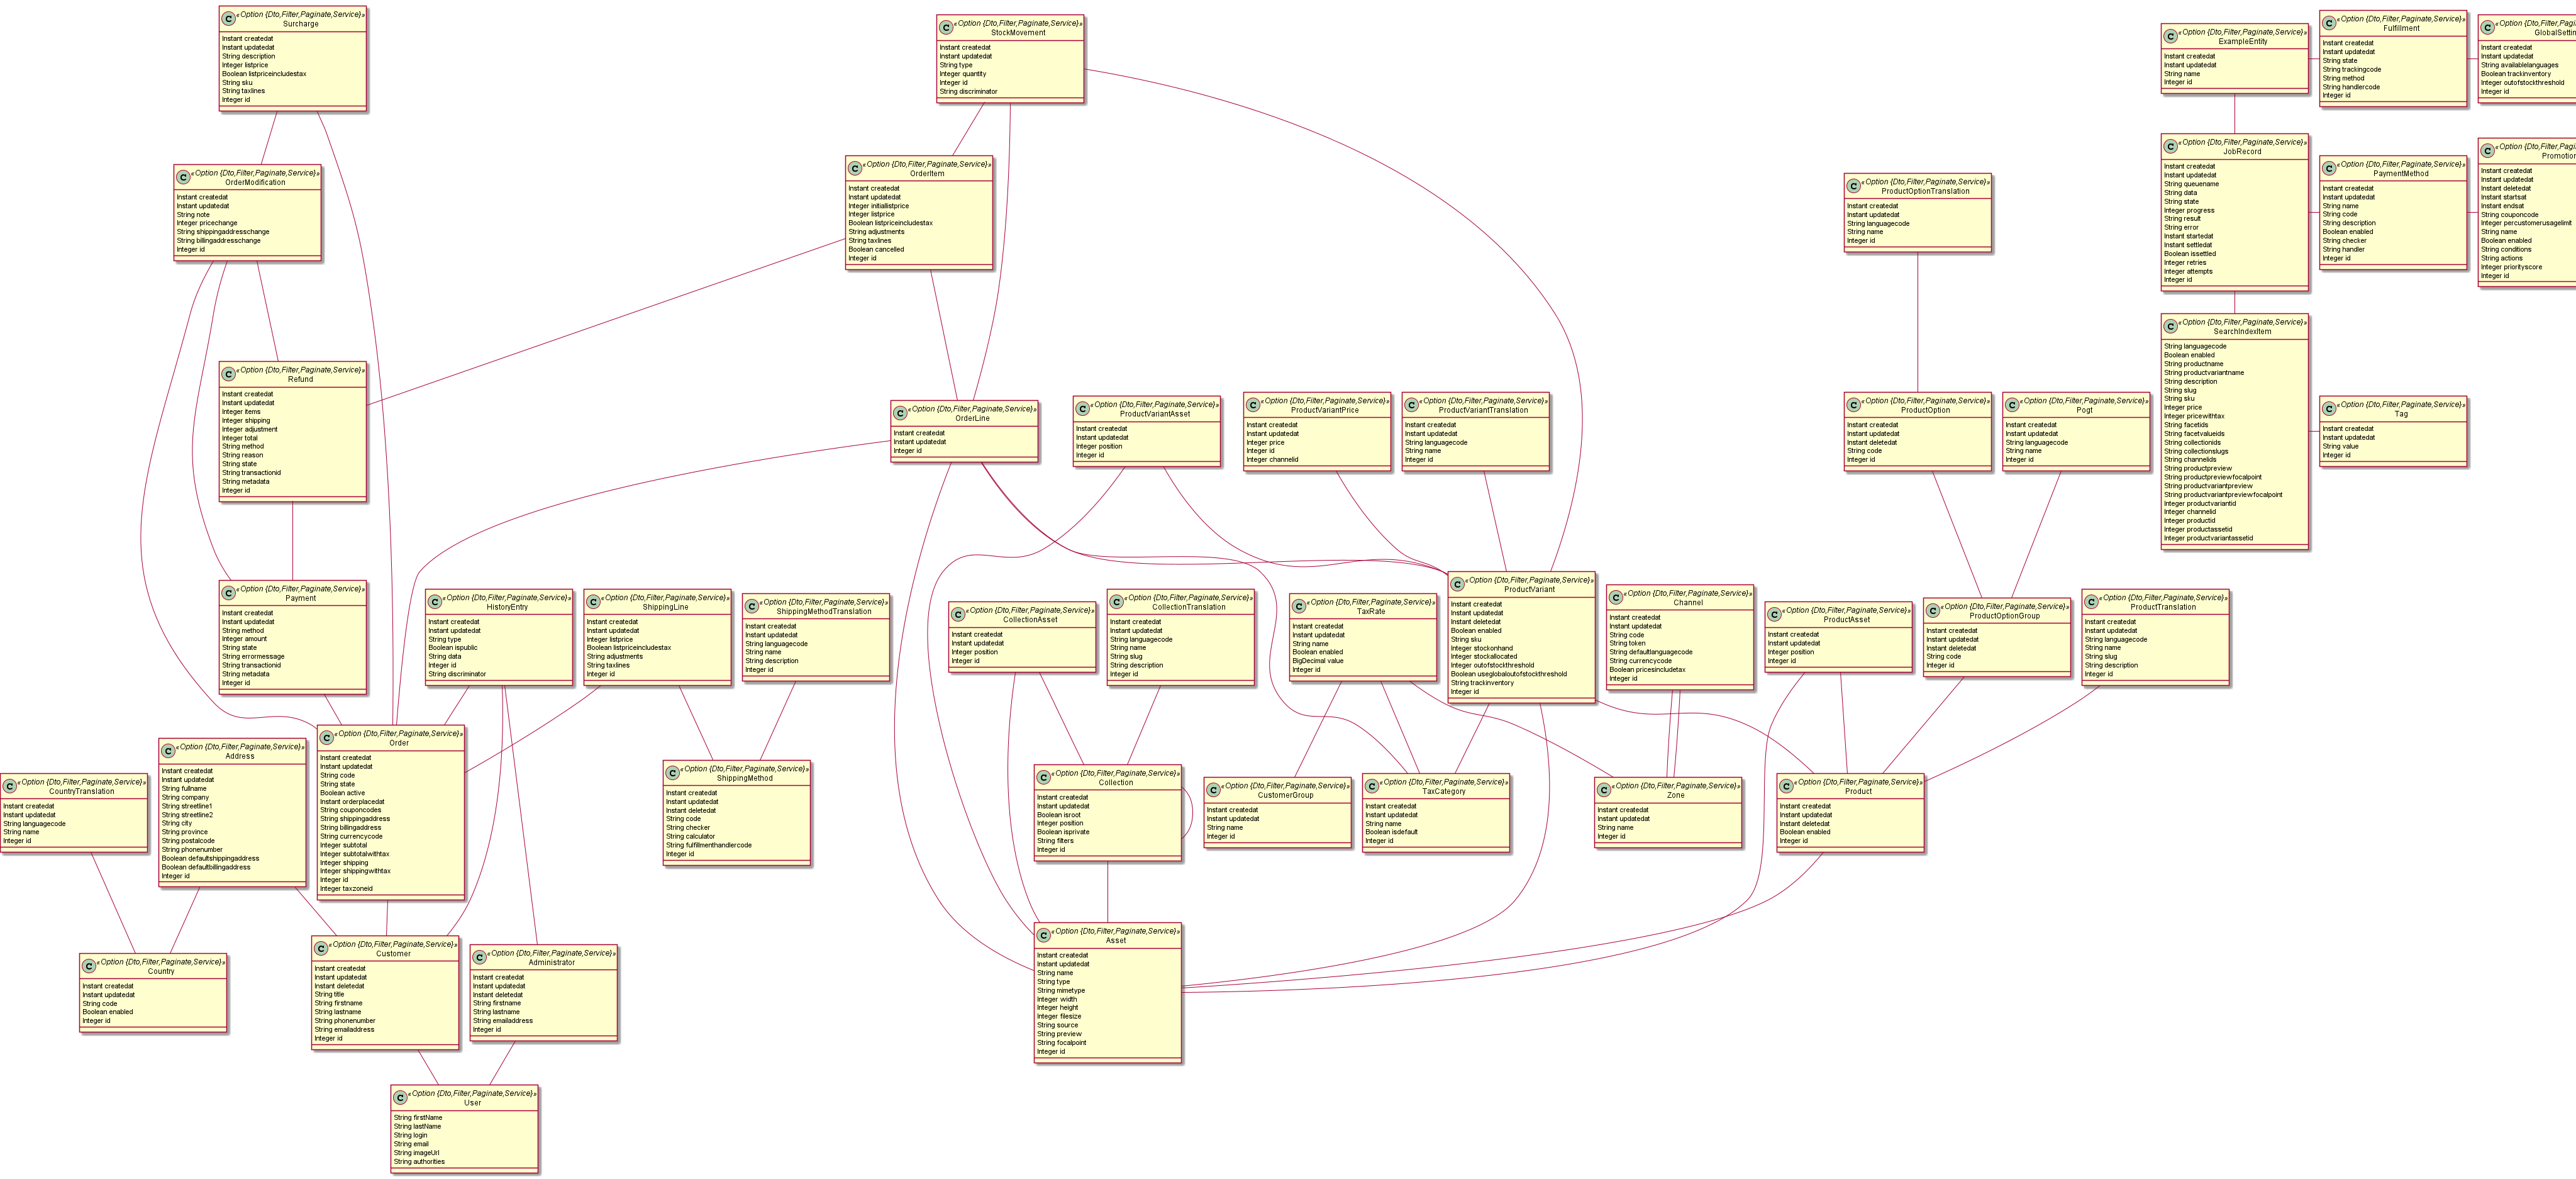 C «Option {Dto,Filter,Paginate,Service}»
Surcharge
Instant createdat
Instant updatedat
String description
Integer listprice
Boolean listpriceincludestax
String sku
String taxlines
Integer id
C «Option {Dto,Filter,Paginate,Service}»
StockMovement
Instant createdat
Instant updatedat
String type
Integer quantity
Integer id
String discriminator
C «Option {Dto,Filter,Paginate,Service}»
ExampleEntity
Instant createdat
Instant updatedat
String name
Integer id
C «Option {Dto,Filter,Paginate,Service}»
Fulfillment
Instant createdat
Instant updatedat
String state
String trackingcode
String method
String handlercode
Integer id
C «Option {Dto,Filter,Pagi
GlobalSettin
Instant createdat
Instant updatedat
String availablelanguages
Boolean trackinventory
Integer outofstockthreshold
Integer id
C «Option {Dto,Filter,Paginate,Service}»
OrderModification
Instant createdat
Instant updatedat
String note
Integer pricechange
String shippingaddresschange
String billingaddresschange
Integer id
C «Option {Dto,Filter,Paginate,Service}»
OrderItem
Instant createdat
Instant updatedat
Integer initiallistprice
Integer listprice
Boolean listpriceincludestax
String adjustments
String taxlines
Boolean cancelled
Integer id
C «Option {Dto,Filter,Paginate,Service}»
ProductOptionTranslation
Instant createdat
Instant updatedat
String languagecode
String name
Integer id
C «Option {Dto,Filter,Paginate,Service}»
JobRecord
Instant createdat
Instant updatedat
String queuename
String data
String state
Integer progress
String result
String error
Instant startedat
Instant settledat
Boolean issettled
Integer retries
Integer attempts
Integer id
C «Option {Dto,Filter,Paginate,Service}»
PaymentMethod
Instant createdat
Instant updatedat
String name
String code
String description
Boolean enabled
String checker
String handler
Integer id
C «Option {Dto,Filter,Pagi
Promotion
Instant createdat
Instant updatedat
Instant deletedat
Instant startsat
Instant endsat
String couponcode
Integer percustomerusagelimit
String name
Boolean enabled
String conditions
String actions
Integer priorityscore
Integer id
C «Option {Dto,Filter,Paginate,Service}»
Refund
Instant createdat
Instant updatedat
Integer items
Integer shipping
Integer adjustment
Integer total
String method
String reason
String state
String transactionid
String metadata
Integer id
C «Option {Dto,Filter,Paginate,Service}»
OrderLine
Instant createdat
Instant updatedat
Integer id
C «Option {Dto,Filter,Paginate,Service}»
ProductVariantAsset
Instant createdat
Instant updatedat
Integer position
Integer id
C «Option {Dto,Filter,Paginate,Service}»
ProductVariantPrice
Instant createdat
Instant updatedat
Integer price
Integer id
Integer channelid
C «Option {Dto,Filter,Paginate,Service}»
ProductVariantTranslation
Instant createdat
Instant updatedat
String languagecode
String name
Integer id
C «Option {Dto,Filter,Paginate,Service}»
ProductOption
Instant createdat
Instant updatedat
Instant deletedat
String code
Integer id
C «Option {Dto,Filter,Paginate,Service}»
Pogt
Instant createdat
Instant updatedat
String languagecode
String name
Integer id
C «Option {Dto,Filter,Paginate,Service}»
SearchIndexItem
String languagecode
Boolean enabled
String productname
String productvariantname
String description
String slug
String sku
Integer price
Integer pricewithtax
String facetids
String facetvalueids
String collectionids
String collectionslugs
String channelids
String productpreview
String productpreviewfocalpoint
String productvariantpreview
String productvariantpreviewfocalpoint
Integer productvariantid
Integer channelid
Integer productid
Integer productassetid
Integer productvariantassetid
C «Option {Dto,Filter,Paginate,Service}»
Tag
Instant createdat
Instant updatedat
String value
Integer id
C «Option {Dto,Filter,Paginate,Service}»
Payment
Instant createdat
Instant updatedat
String method
Integer amount
String state
String errormessage
String transactionid
String metadata
Integer id
C «Option {Dto,Filter,Paginate,Service}»
HistoryEntry
Instant createdat
Instant updatedat
String type
Boolean ispublic
String data
Integer id
String discriminator
C «Option {Dto,Filter,Paginate,Service}»
ShippingLine
Instant createdat
Instant updatedat
Integer listprice
Boolean listpriceincludestax
String adjustments
String taxlines
Integer id
C «Option {Dto,Filter,Paginate,Service}»
ShippingMethodTranslation
Instant createdat
Instant updatedat
String languagecode
String name
String description
Integer id
C «Option {Dto,Filter,Paginate,Service}»
CollectionAsset
Instant createdat
Instant updatedat
Integer position
Integer id
C «Option {Dto,Filter,Paginate,Service}»
CollectionTranslation
Instant createdat
Instant updatedat
String languagecode
String name
String slug
String description
Integer id
C «Option {Dto,Filter,Paginate,Service}»
TaxRate
Instant createdat
Instant updatedat
String name
Boolean enabled
BigDecimal value
Integer id
C «Option {Dto,Filter,Paginate,Service}»
ProductVariant
Instant createdat
Instant updatedat
Instant deletedat
Boolean enabled
String sku
Integer stockonhand
Integer stockallocated
Integer outofstockthreshold
Boolean useglobaloutofstockthreshold
String trackinventory
Integer id
C «Option {Dto,Filter,Paginate,Service}»
Channel
Instant createdat
Instant updatedat
String code
String token
String defaultlanguagecode
String currencycode
Boolean pricesincludetax
Integer id
C «Option {Dto,Filter,Paginate,Service}»
ProductAsset
Instant createdat
Instant updatedat
Integer position
Integer id
C «Option {Dto,Filter,Paginate,Service}»
ProductOptionGroup
Instant createdat
Instant updatedat
Instant deletedat
String code
Integer id
C «Option {Dto,Filter,Paginate,Service}»
ProductTranslation
Instant createdat
Instant updatedat
String languagecode
String name
String slug
String description
Integer id
C «Option {Dto,Filter,Paginate,Service}»
CountryTranslation
Instant createdat
Instant updatedat
String languagecode
String name
Integer id
C «Option {Dto,Filter,Paginate,Service}»
Address
Instant createdat
Instant updatedat
String fullname
String company
String streetline1
String streetline2
String city
String province
String postalcode
String phonenumber
Boolean defaultshippingaddress
Boolean defaultbillingaddress
Integer id
C «Option {Dto,Filter,Paginate,Service}»
Order
Instant createdat
Instant updatedat
String code
String state
Boolean active
Instant orderplacedat
String couponcodes
String shippingaddress
String billingaddress
String currencycode
Integer subtotal
Integer subtotalwithtax
Integer shipping
Integer shippingwithtax
Integer id
Integer taxzoneid
C «Option {Dto,Filter,Paginate,Service}»
ShippingMethod
Instant createdat
Instant updatedat
Instant deletedat
String code
String checker
String calculator
String fulfillmenthandlercode
Integer id
C «Option {Dto,Filter,Paginate,Service}»
Collection
Instant createdat
Instant updatedat
Boolean isroot
Integer position
Boolean isprivate
String filters
Integer id
C «Option {Dto,Filter,Paginate,Service}»
CustomerGroup
Instant createdat
Instant updatedat
String name
Integer id
C «Option {Dto,Filter,Paginate,Service}»
TaxCategory
Instant createdat
Instant updatedat
String name
Boolean isdefault
Integer id
C «Option {Dto,Filter,Paginate,Service}»
Zone
Instant createdat
Instant updatedat
String name
Integer id
C «Option {Dto,Filter,Paginate,Service}»
Product
Instant createdat
Instant updatedat
Instant deletedat
Boolean enabled
Integer id
C «Option {Dto,Filter,Paginate,Service}»
Country
Instant createdat
Instant updatedat
String code
Boolean enabled
Integer id
C «Option {Dto,Filter,Paginate,Service}»
Customer
Instant createdat
Instant updatedat
Instant deletedat
String title
String firstname
String lastname
String phonenumber
String emailaddress
Integer id
C «Option {Dto,Filter,Paginate,Service}»
Administrator
Instant createdat
Instant updatedat
Instant deletedat
String firstname
String lastname
String emailaddress
Integer id
C «Option {Dto,Filter,Paginate,Service}»
Asset
Instant createdat
Instant updatedat
String name
String type
String mimetype
Integer width
Integer height
Integer filesize
String source
String preview
String focalpoint
Integer id
C «Option {Dto,Filter,Paginate,Service}»
User
String firstName
String lastName
String login
String email
String imageUrl
String authorities